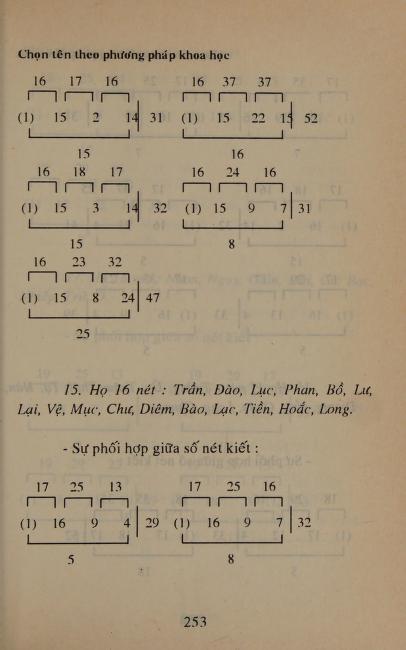 Chọn tên theo phương pháp khoa học
16 17 16 16 37 37
(1) 15 2 14 31 (1) 15 22 15 52
15 16
16 18 17 16 24 16
(1) 15 3 14 32 (1) 15 9 7 31
15 8
16 23 32
(1) 15 8 24 47
25
15. Họ 16 nét : Trần, Đào, Lục, Phan, Bồ, Lư,
Lại, Vệ, Mục, Chư, Diêm, Bào, Lạc, Tiền, Hoắc, Long.
- Sự phối hợp giữa số nét kiết :
17 25 13 17 25 16
(1) 16 9 4 29 (1) 16 9 7 32
5 8
253